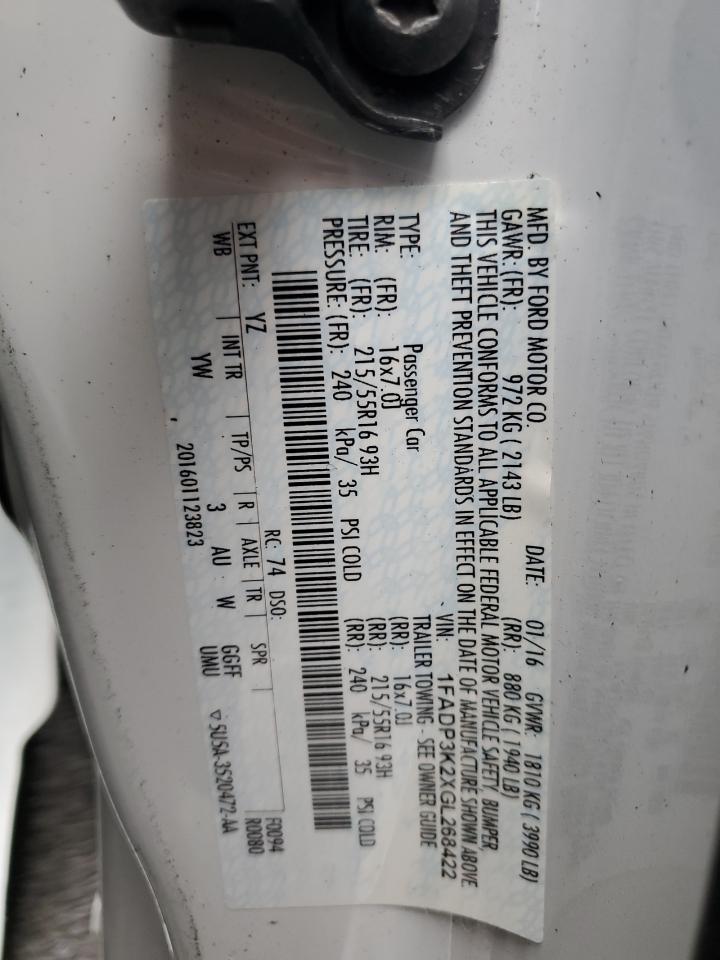 MFD. BY FORD MOTOR CO. DATE: 01/16 GVWR: 1810 KG ( 3990 LB)
GAWR: (FR): 972 KG ( 2143 LB) (RR): 880 KG ( 1940 LB)
THIS VEHICLE CONFORMS TO ALL APPLICABLE FEDERAL MOTOR VEHICLE SAFETY, BUMPER,
AND THEFT PREVENTION STANDARDS IN EFFECT ON THE DATE OF MANUFACTURE SHOWN ABOVE.
VIN: 1FADP3K2XGL268422
TYPE: Passenger Car TRAILER TOWING - SEE OWNER GUIDE
RIM: (FR): 16x7.0J (RR): 16x7.0J
TIRE: (FR): 215/55R16 93H (RR): 215/55R16 93H
PRESSURE: (FR): 240 kPa/ 35 PSI COLD (RR): 240 kPa/ 35 PSI COLD
RC: 74 DSO: F0094
EXT PNT: YZ R0080
WB | INT TR | TP/PS | R | AXLE | TR | SPR
YW 3 AU W GGFF
UMU
201601123823 ▽ 5U5A-3520472-AA